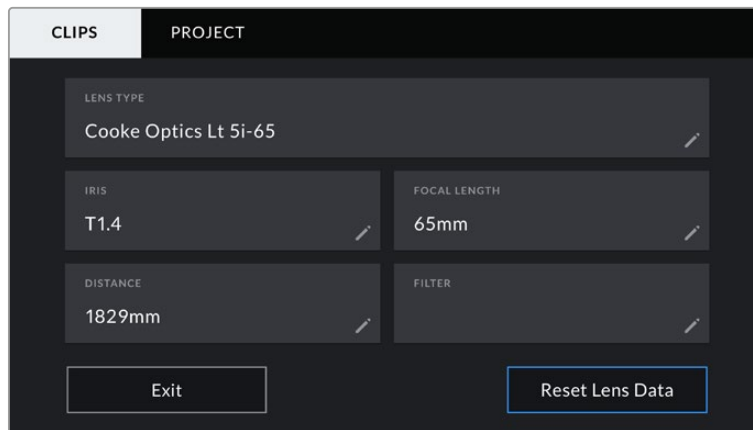 CLIPS PROJECT
LENS TYPE
Cooke Optics Lt 5i-65
IRIS
T1.4
FOCAL LENGTH
65mm
DISTANCE
1829mm
FILTER
Exit
Reset Lens Data